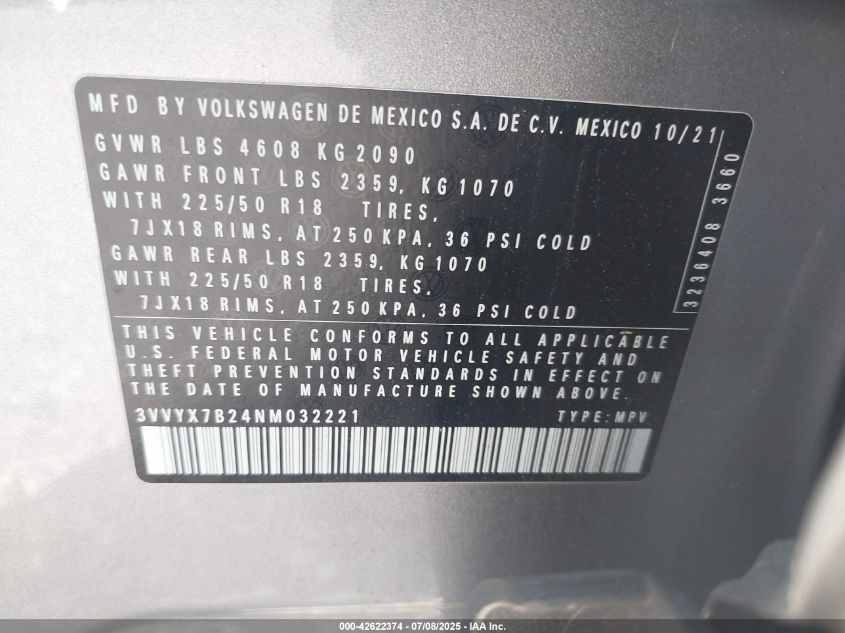 MFD BY VOLKSWAGEN DE MEXICO S.A. DE C.V. MEXICO 10/21
GVWR LBS 4608 KG 2090
GAWR FRONT LBS 2359, KG 1070
WITH 225/50 R18 TIRES,
7JX18 RIMS, AT 250 KPA, 36 PSI COLD
GAWR REAR LBS 2359, KG 1070
WITH 225/50 R18 TIRES,
7JX18 RIMS, AT 250 KPA, 36 PSI COLD
3236408 3660
THIS VEHICLE CONFORMS TO ALL APPLICABLE
U.S. FEDERAL MOTOR VEHICLE SAFETY AND
THEFT PREVENTION STANDARDS IN EFFECT ON
THE DATE OF MANUFACTURE SHOWN ABOVE.
3VVYX7B24NM032221 TYPE: MPV
000-42622374 - 07/08/2025 - IAA Inc.